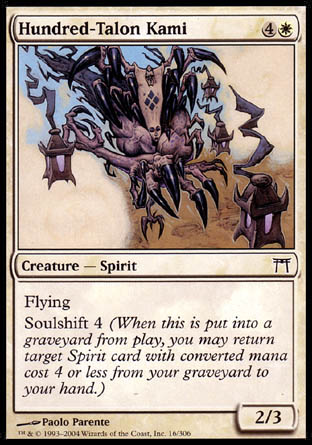 Hundred-Talon Kami 4
Creature — Spirit
Flying
Soulshift 4 (When this is put into a
graveyard from play, you may return
target Spirit card with converted mana
cost 4 or less from your graveyard to
your hand.)
Paolo Parente
™ & © 1993–2004 Wizards of the Coast, Inc. 16/306
2/3